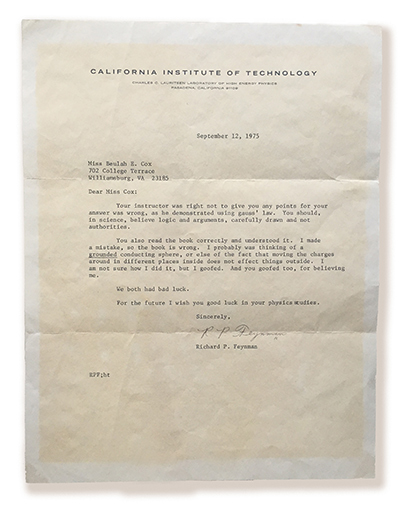 CALIFORNIA INSTITUTE OF TECHNOLOGY
CHARLES C. LAURITSEN LABORATORY OF HIGH ENERGY PHYSICS
PASADENA, CALIFORNIA 91109
September 12, 1975
Miss Beulah E. Cox
702 College Terrace
Williamsburg, VA 23185
Dear Miss Cox:
Your instructor was right not to give you any points for your
answer was wrong, as he demonstrated using gauss' law. You should,
in science, believe logic and arguments, carefully drawn and not
authorities.
You also read the book correctly and understood it. I made
a mistake, so the book is wrong. I probably was thinking of a
grounded conducting sphere, or else of the fact that moving the charges
around in different places inside does not affect things outside. I
am not sure how I did it, but I goofed. And you goofed too, for believing
me.
We both had bad luck.
For the future I wish you good luck in your physics studies.
Sincerely,
R P Feynman
Richard P. Feynman
RPF;ht